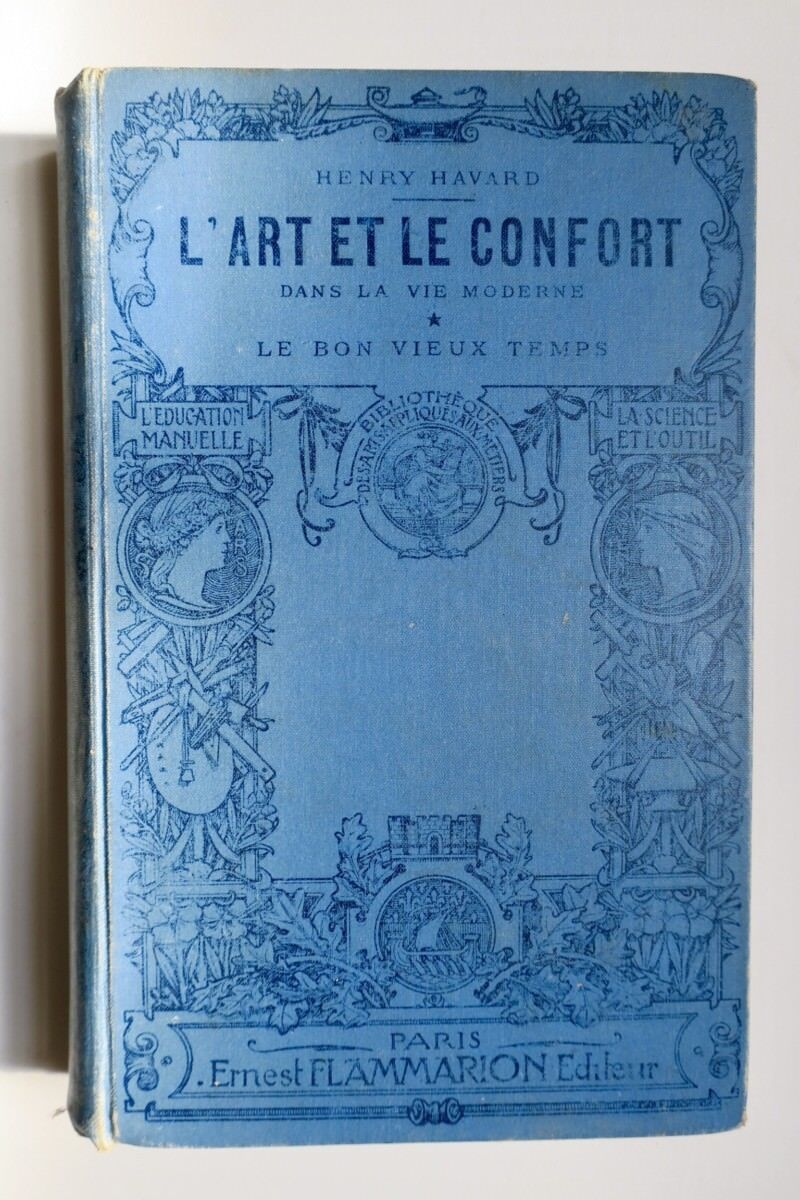 HENRY HAVARD
L'ART ET LE CONFORT
DANS LA VIE MODERNE
★
LE BON VIEUX TEMPS
L'EDUCATION
MANUELLE
BIBLIOTHÈQUE
DES ARTS APPLIQUÉS AUX MÉTIERS
LA SCIENCE
ET L'OUTIL
ARS
PARIS
Ernest FLAMMARION Editeur